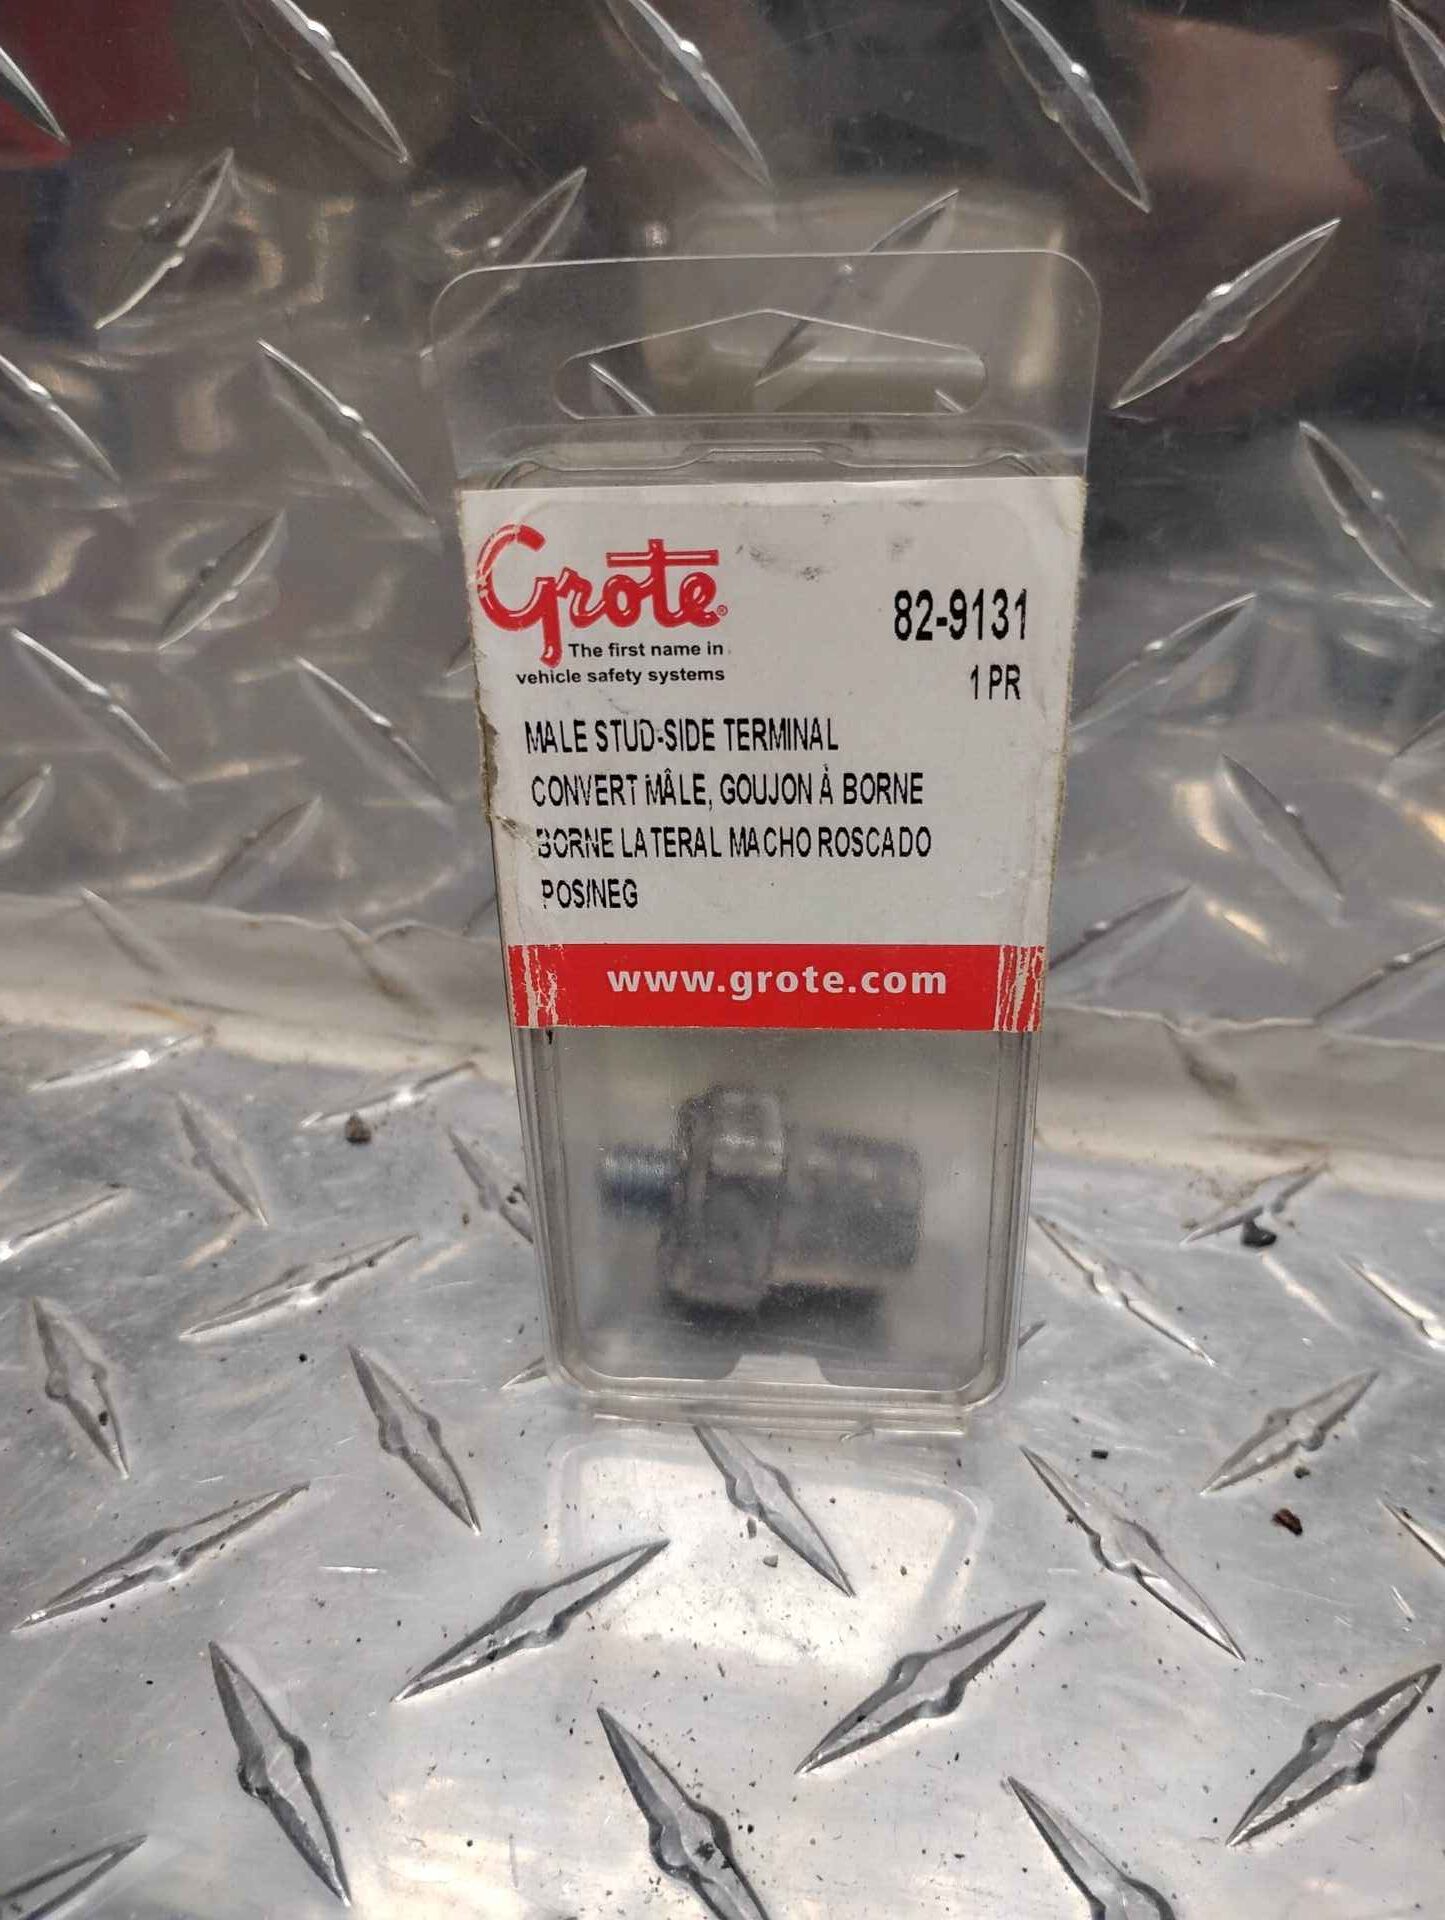 Grote®
82-9131
The first name in
vehicle safety systems
1 PR
MALE STUD-SIDE TERMINAL
CONVERT MÂLE, GOUJON À BORNE
BORNE LATERAL MACHO ROSCADO
POS/NEG
www.grote.com